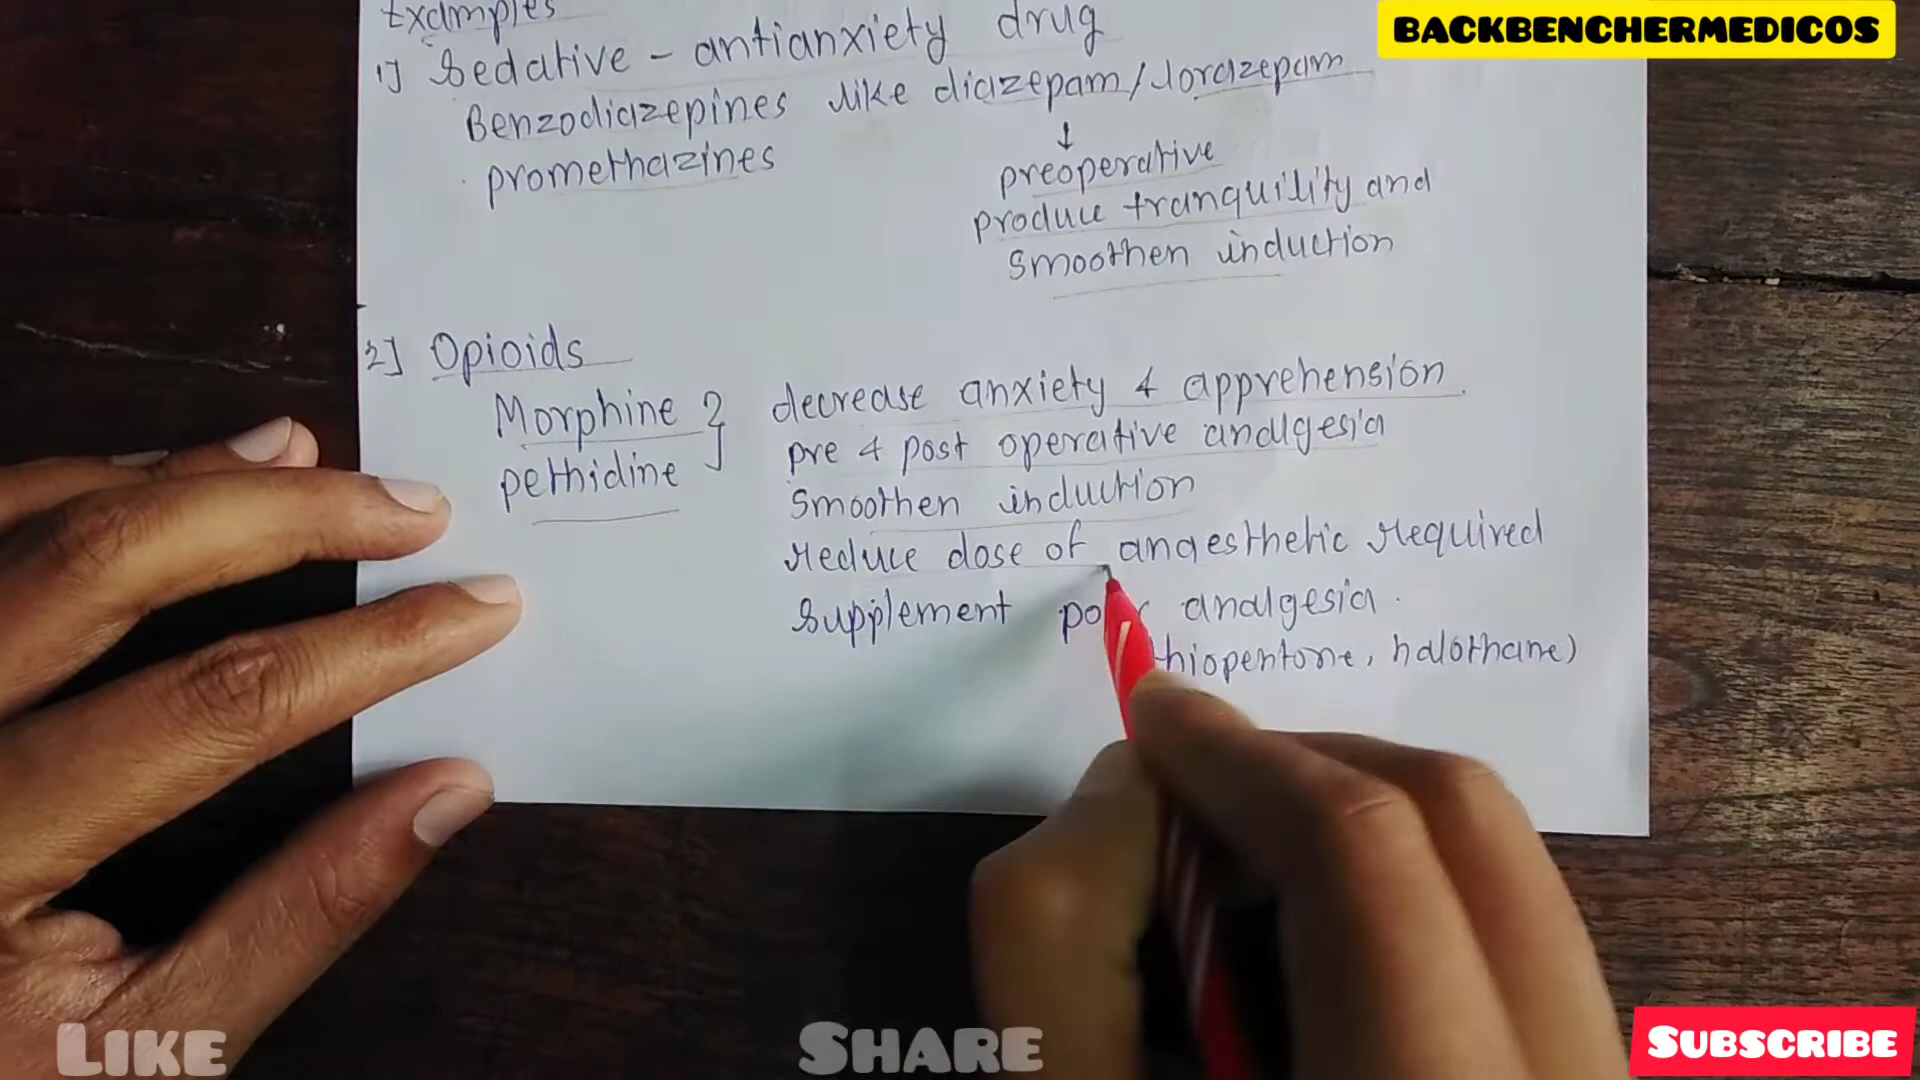 BACKBENCHERMEDICOS
Examples
1] Sedative - antianxiety drug
Benzodiazepines like diazepam/lorazepam
promethazines
↓
preoperative
produce tranquility and
smoothen induction
2] Opioids
Morphine
pethidine
decrease anxiety & apprehension
pre & post operative analgesia
smoothen induction
reduce dose of anaesthetic required
supplement analgesia
halothane)
LIKE
SHARE
SUBSCRIBE